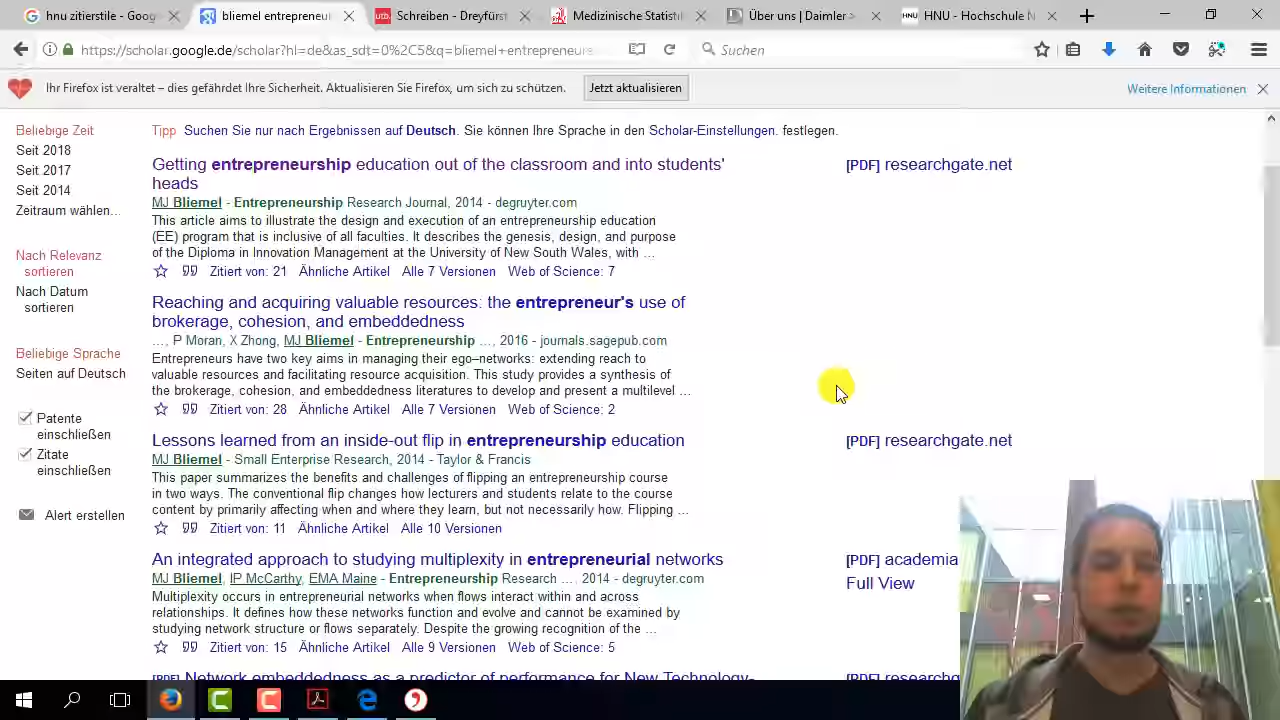 hnu zitierstile - Goog
bliemel entrepreneu
Schreiben - Dreyfürst
Medizinische Statisti
Über uns | Daimler -
HNU - Hochschule N
https://scholar.google.de/scholar?hl=de&as_sdt=0%2C5&q=bliemel+entrepreneurs
Suchen
Ihr Firefox ist veraltet – dies gefährdet Ihre Sicherheit. Aktualisieren Sie Firefox, um sich zu schützen.
Jetzt aktualisieren
Weitere Informationen
Beliebige Zeit
Seit 2018
Seit 2017
Seit 2014
Zeitraum wählen...
Nach Relevanz
sortieren
Nach Datum
sortieren
Beliebige Sprache
Seiten auf Deutsch
Patente
einschließen
Zitate
einschließen
Alert erstellen
Tipp Suchen Sie nur nach Ergebnissen auf Deutsch. Sie können Ihre Sprache in den Scholar-Einstellungen. festlegen.
Getting entrepreneurship education out of the classroom and into students'
heads
MJ Bliemel - Entrepreneurship Research Journal, 2014 - degruyter.com
This article aims to illustrate the design and execution of an entrepreneurship education
(EE) program that is inclusive of all faculties. It describes the genesis, design, and purpose
of the Diploma in Innovation Management at the University of New South Wales, with ...
Zitiert von: 21 Ähnliche Artikel Alle 7 Versionen Web of Science: 7
[PDF] researchgate.net
Reaching and acquiring valuable resources: the entrepreneur's use of
brokerage, cohesion, and embeddedness
..., P Moran, X Zhong, MJ Bliemel - Entrepreneurship ..., 2016 - journals.sagepub.com
Entrepreneurs have two key aims in managing their ego–networks: extending reach to
valuable resources and facilitating resource acquisition. This study provides a synthesis of
the brokerage, cohesion, and embeddedness literatures to develop and present a multilevel ...
Zitiert von: 28 Ähnliche Artikel Alle 7 Versionen Web of Science: 2
Lessons learned from an inside-out flip in entrepreneurship education
MJ Bliemel - Small Enterprise Research, 2014 - Taylor & Francis
This paper summarizes the benefits and challenges of flipping an entrepreneurship course
in two ways. The conventional flip changes how lecturers and students relate to the course
content by primarily affecting when and where they learn, but not necessarily how. Flipping ...
Zitiert von: 11 Ähnliche Artikel Alle 10 Versionen
[PDF] researchgate.net
An integrated approach to studying multiplexity in entrepreneurial networks
MJ Bliemel, IP McCarthy, EMA Maine - Entrepreneurship Research ..., 2014 - degruyter.com
Multiplexity occurs in entrepreneurial networks when flows interact within and across
relationships. It defines how these networks function and evolve and cannot be examined by
studying network structure or flows separately. Despite the growing recognition of the ...
Zitiert von: 15 Ähnliche Artikel Alle 9 Versionen Web of Science: 5
[PDF] academia
Full View
[PDF] Network embeddedness as a predictor of performance for New Technology-
[PDF] researchg